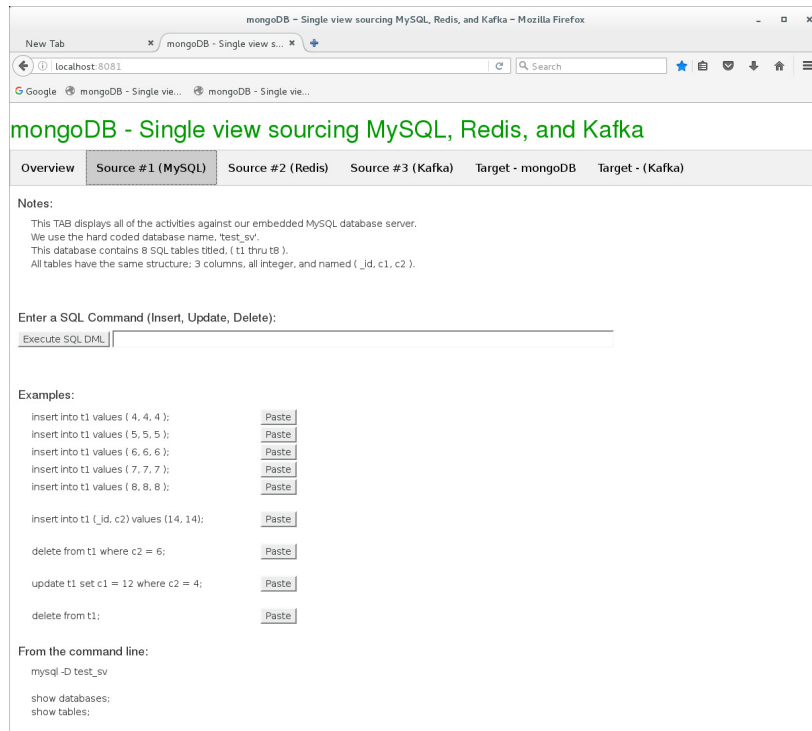 mongoDB - Single view sourcing MySQL, Redis, and Kafka - Mozilla Firefox
New Tab
mongoDB - Single view s...
localhost:8081
Search
Google
mongoDB - Single vie...
mongoDB - Single vie...
mongoDB - Single view sourcing MySQL, Redis, and Kafka
Overview
Source #1 (MySQL)
Source #2 (Redis)
Source #3 (Kafka)
Target - mongoDB
Target - (Kafka)
Notes:
This TAB displays all of the activities against our embedded MySQL database server.
We use the hard coded database name, 'test_sv'.
This database contains 8 SQL tables titled, ( t1 thru t8 ).
All tables have the same structure; 3 columns, all integer, and named ( _id, c1, c2 ).
Enter a SQL Command (Insert, Update, Delete):
Execute SQL DML
Examples:
insert into t1 values ( 4, 4, 4 ); Paste
insert into t1 values ( 5, 5, 5 ); Paste
insert into t1 values ( 6, 6, 6 ); Paste
insert into t1 values ( 7, 7, 7 ); Paste
insert into t1 values ( 8, 8, 8 ); Paste
insert into t1 (_id, c2) values (14, 14); Paste
delete from t1 where c2 = 6; Paste
update t1 set c1 = 12 where c2 = 4; Paste
delete from t1; Paste
From the command line:
mysql -D test_sv
show databases;
show tables;